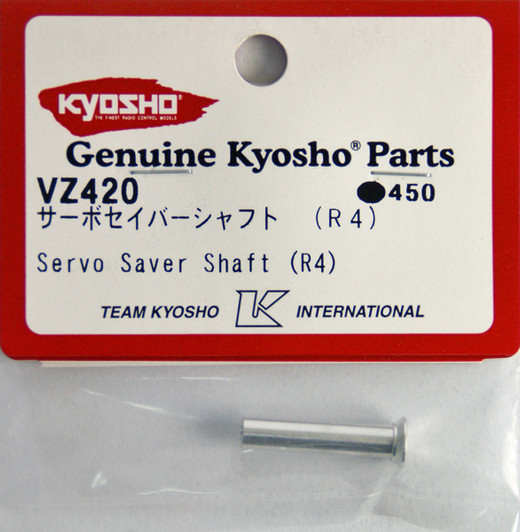 KYOSHO
THE FINEST RADIO CONTROL MODELS
Genuine Kyosho® Parts
VZ420 ●450
サーボセイバーシャフト （R4）
Servo Saver Shaft (R4)
TEAM KYOSHO K INTERNATIONAL